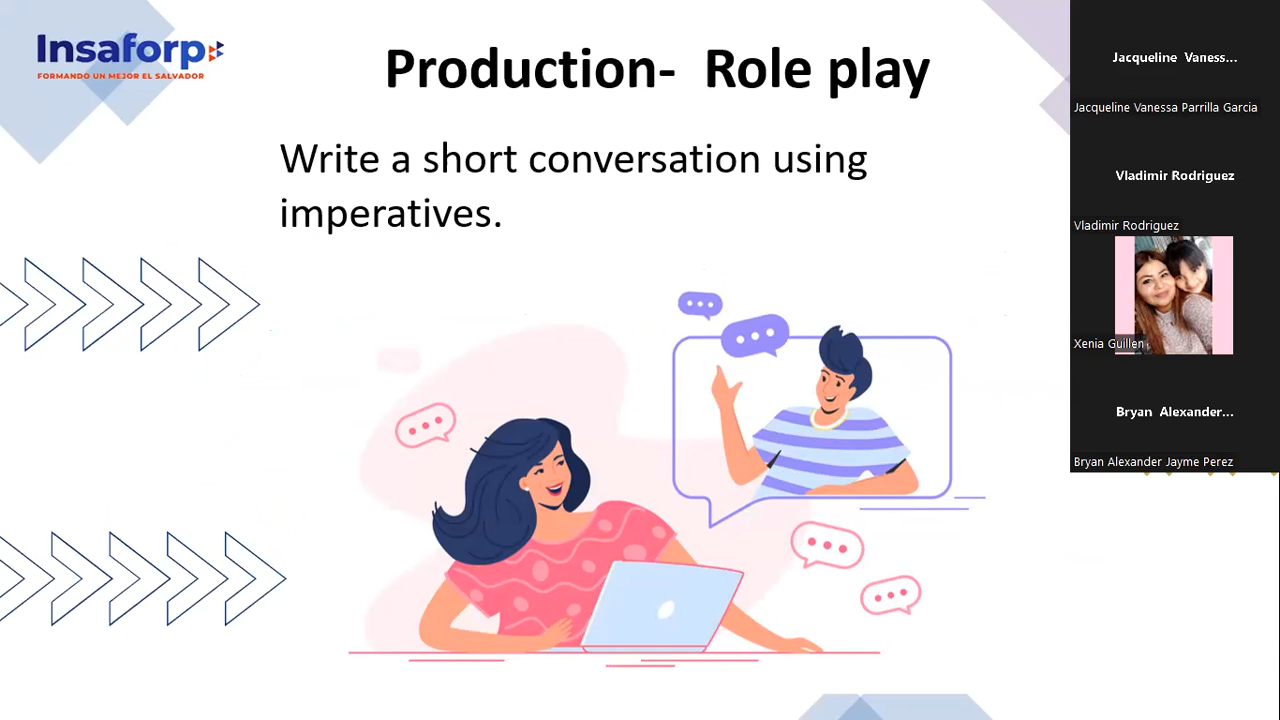 Insaforp
FORMANDO UN MEJOR EL SALVADOR
Production-  Role play
Write a short conversation using
imperatives.
Jacqueline Vaness...
Jacqueline Vanessa Parrilla Garcia
Vladimir Rodriguez
Vladimir Rodriguez
Xenia Guillen
Bryan Alexander...
Bryan Alexander Jayme Perez